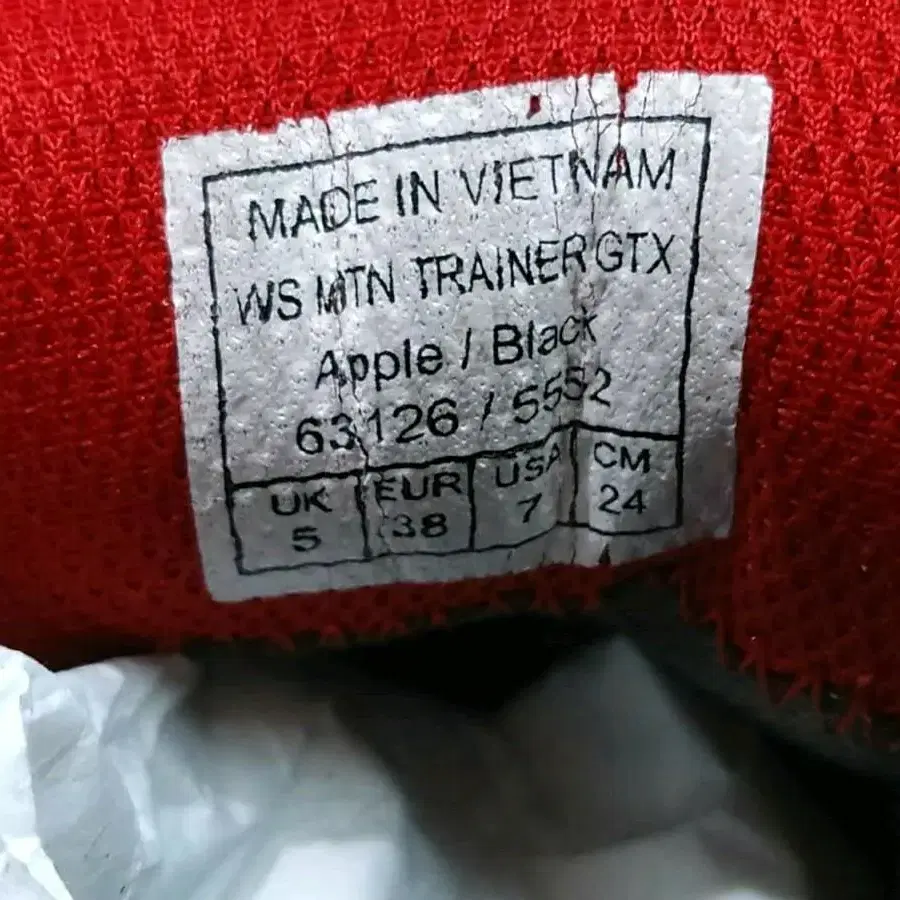 MADE IN VIETNAM
WS MTN TRAINER GTX
Apple / Black
63126 / 5552
UK EUR USA CM
5 38 7 24